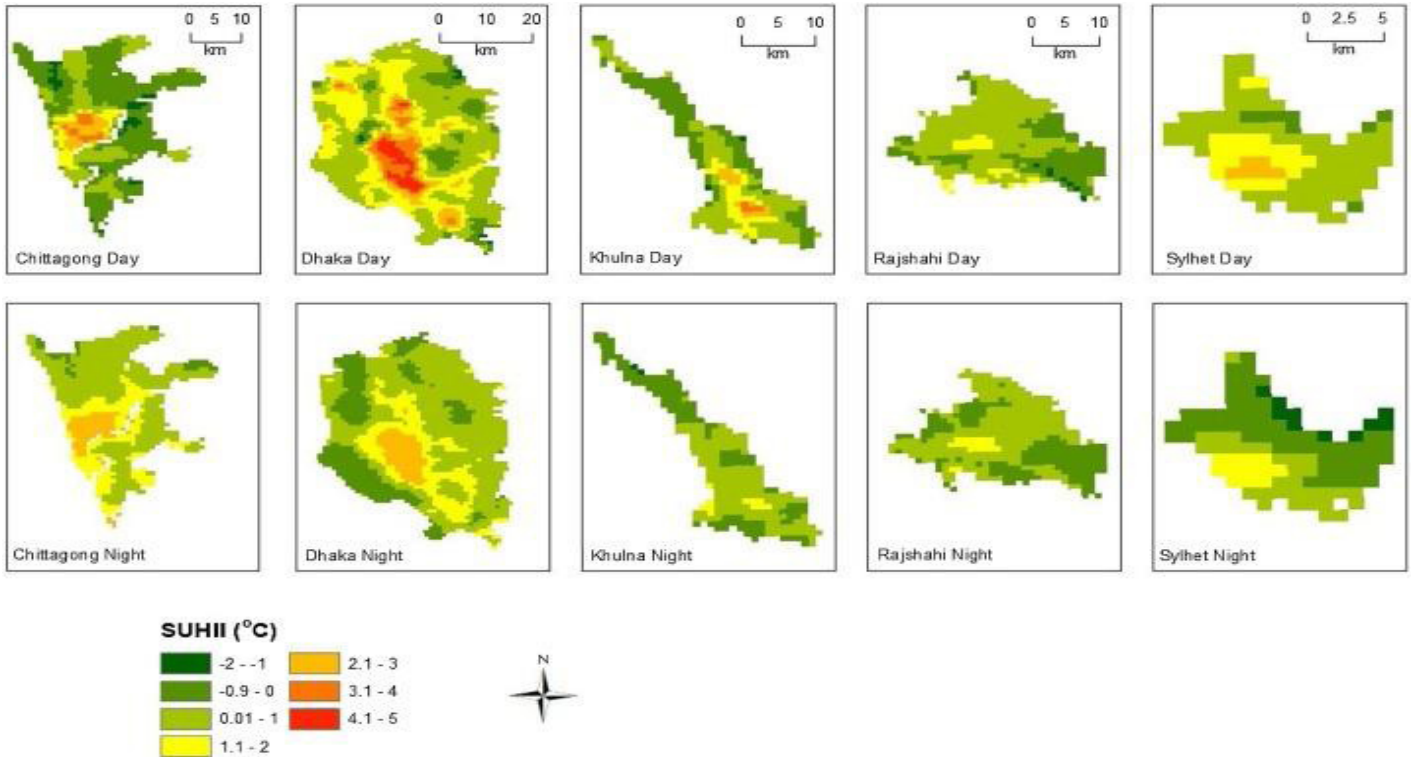 0 5 10
km
Chittagong Day
0 10 20
km
Dhaka Day
0 5 10
km
Khulna Day
0 5 10
km
Rajshahi Day
0 2.5 5
km
Sylhet Day
Chittagong Night
Dhaka Night
Khulna Night
Rajshahi Night
Sylhet Night
SUHII (°C)
-2 - -1
-0.9 - 0
0.01 - 1
1.1 - 2
2.1 - 3
3.1 - 4
4.1 - 5
N